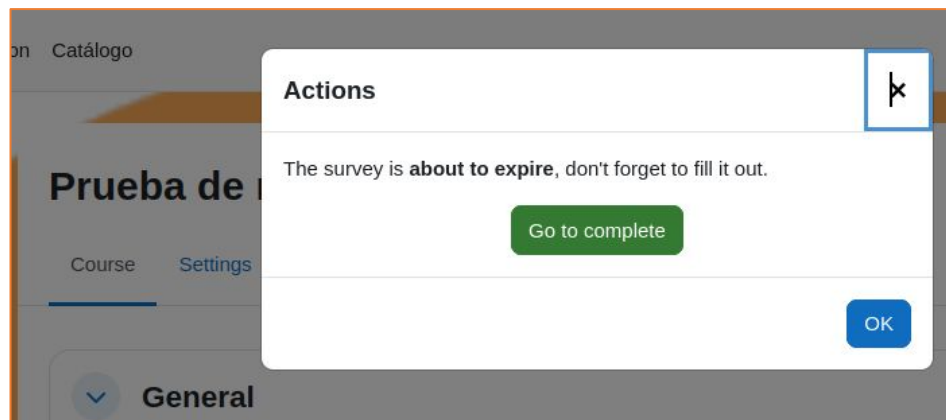 Catálogo
Actions
The survey is about to expire, don't forget to fill it out.
Prueba de
Go to complete
Course Settings
OK
General